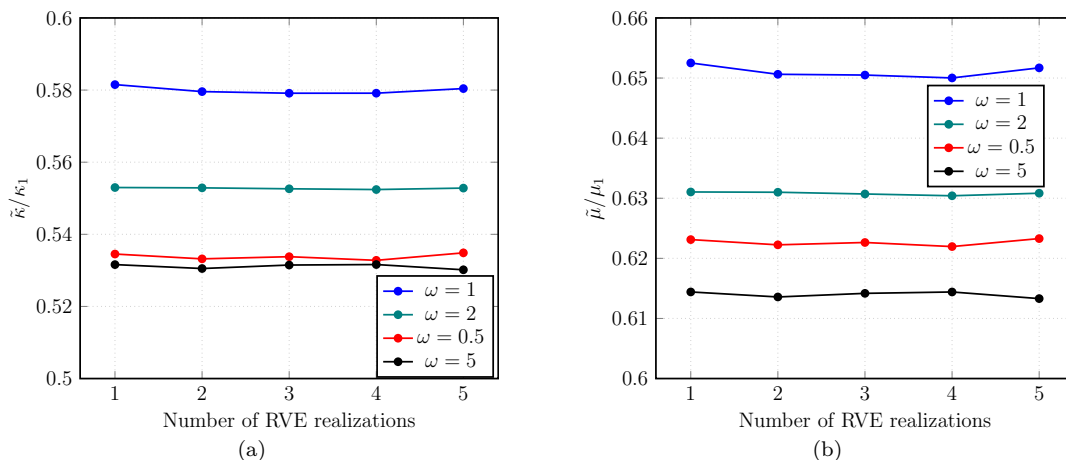 0.6
0.58
0.56
0.54
0.52
0.5
κ̃/κ₁
ω = 1
ω = 2
ω = 0.5
ω = 5
1 2 3 4 5
Number of RVE realizations
(a)
0.66
0.65
0.64
0.63
0.62
0.61
0.6
μ̃/μ₁
ω = 1
ω = 2
ω = 0.5
ω = 5
1 2 3 4 5
Number of RVE realizations
(b)